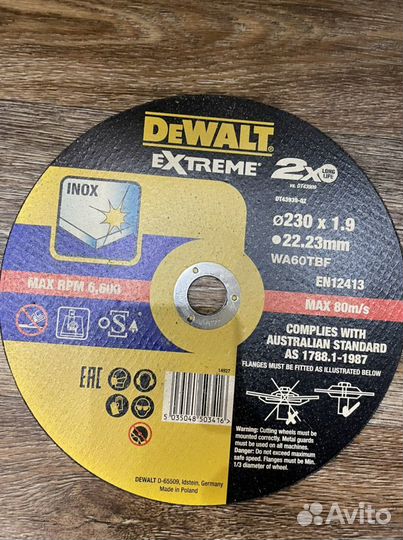 DEWALT
EXTREME
2x LONG LIFE
vs. DT43909
DT43939-QZ
INOX
ø230 x 1.9
22.23mm
WA60TBF
EN12413
MAX RPM 6,600
MAX 80m/s
COMPLIES WITH
AUSTRALIAN STANDARD
AS 1788.1-1987
FLANGES MUST BE FITTED AS ILLUSTRATED BELOW
oSA
EAC
14927
5 035048 503416 >
Warning: Cutting wheels must be
mounted correctly. Metal guards
must be used on all machines.
Danger: Do not exceed maximum
safe speed. Flanges must be Min.
1/3 diameter of wheel.
DEWALT D-65509, Idstein, Germany
Made in Poland
Avito